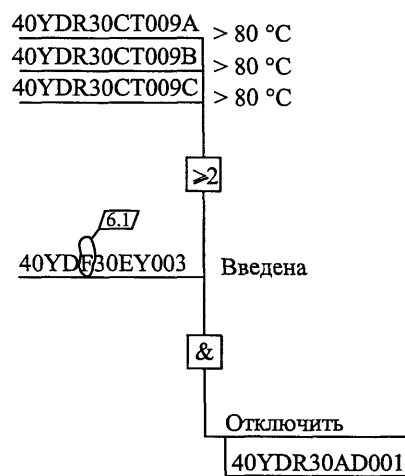 40YDR30CT009A > 80 °C
40YDR30CT009B > 80 °C
40YDR30CT009C > 80 °C
⩾2
6.1
40YDF30EY003 Введена
&
Отключить
40YDR30AD001